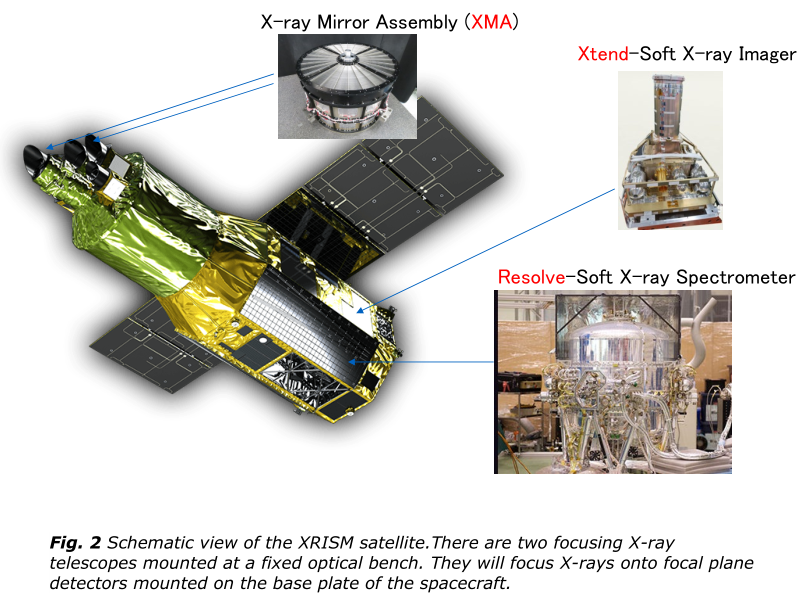 X-ray Mirror Assembly (XMA)
Xtend-Soft X-ray Imager
Resolve-Soft X-ray Spectrometer
Fig. 2 Schematic view of the XRISM satellite.There are two focusing X-ray
telescopes mounted at a fixed optical bench. They will focus X-rays onto focal plane
detectors mounted on the base plate of the spacecraft.